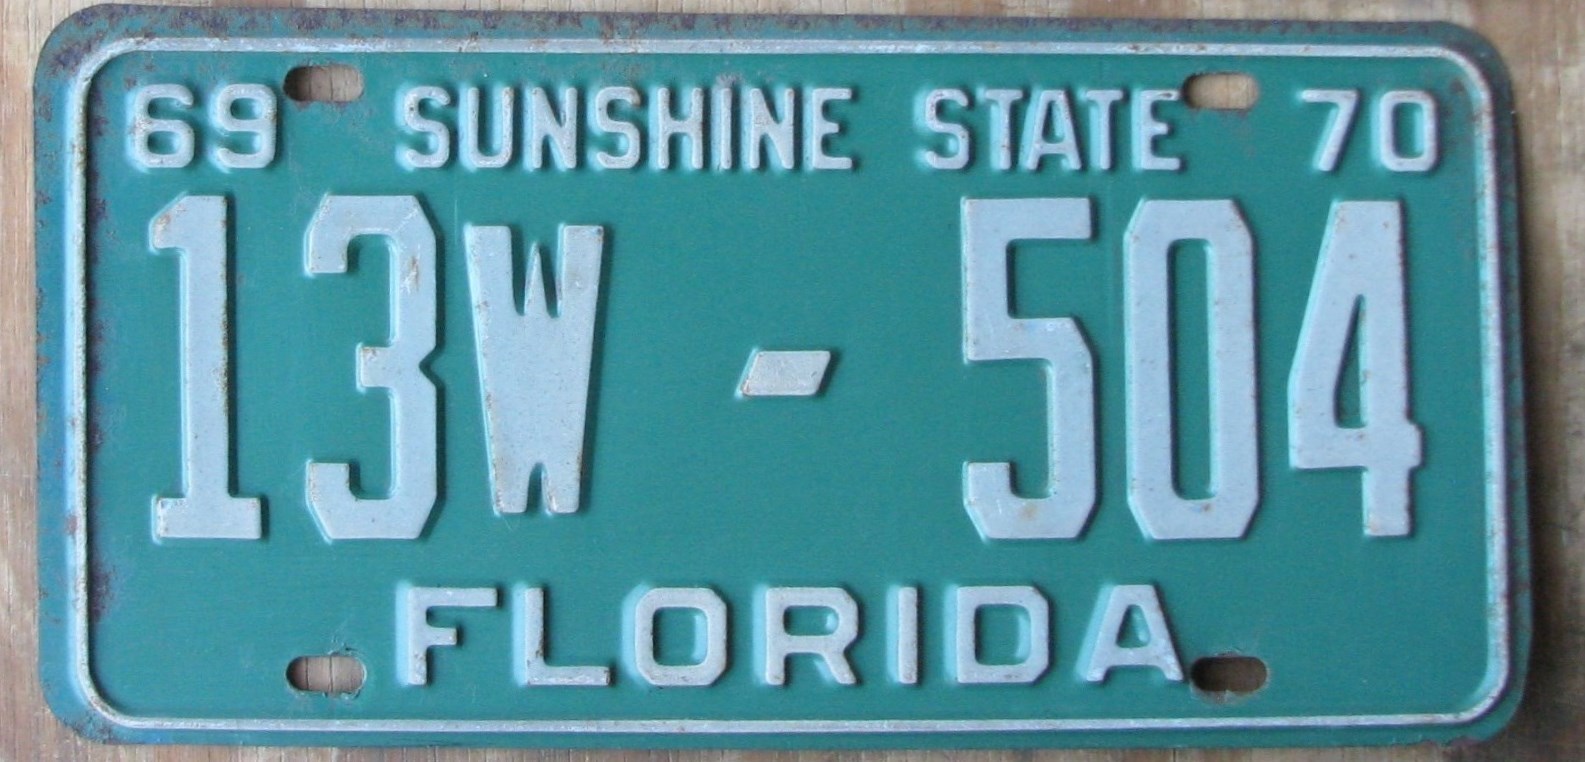 69 SUNSHINE STATE 70
13W - 504
FLORIDA